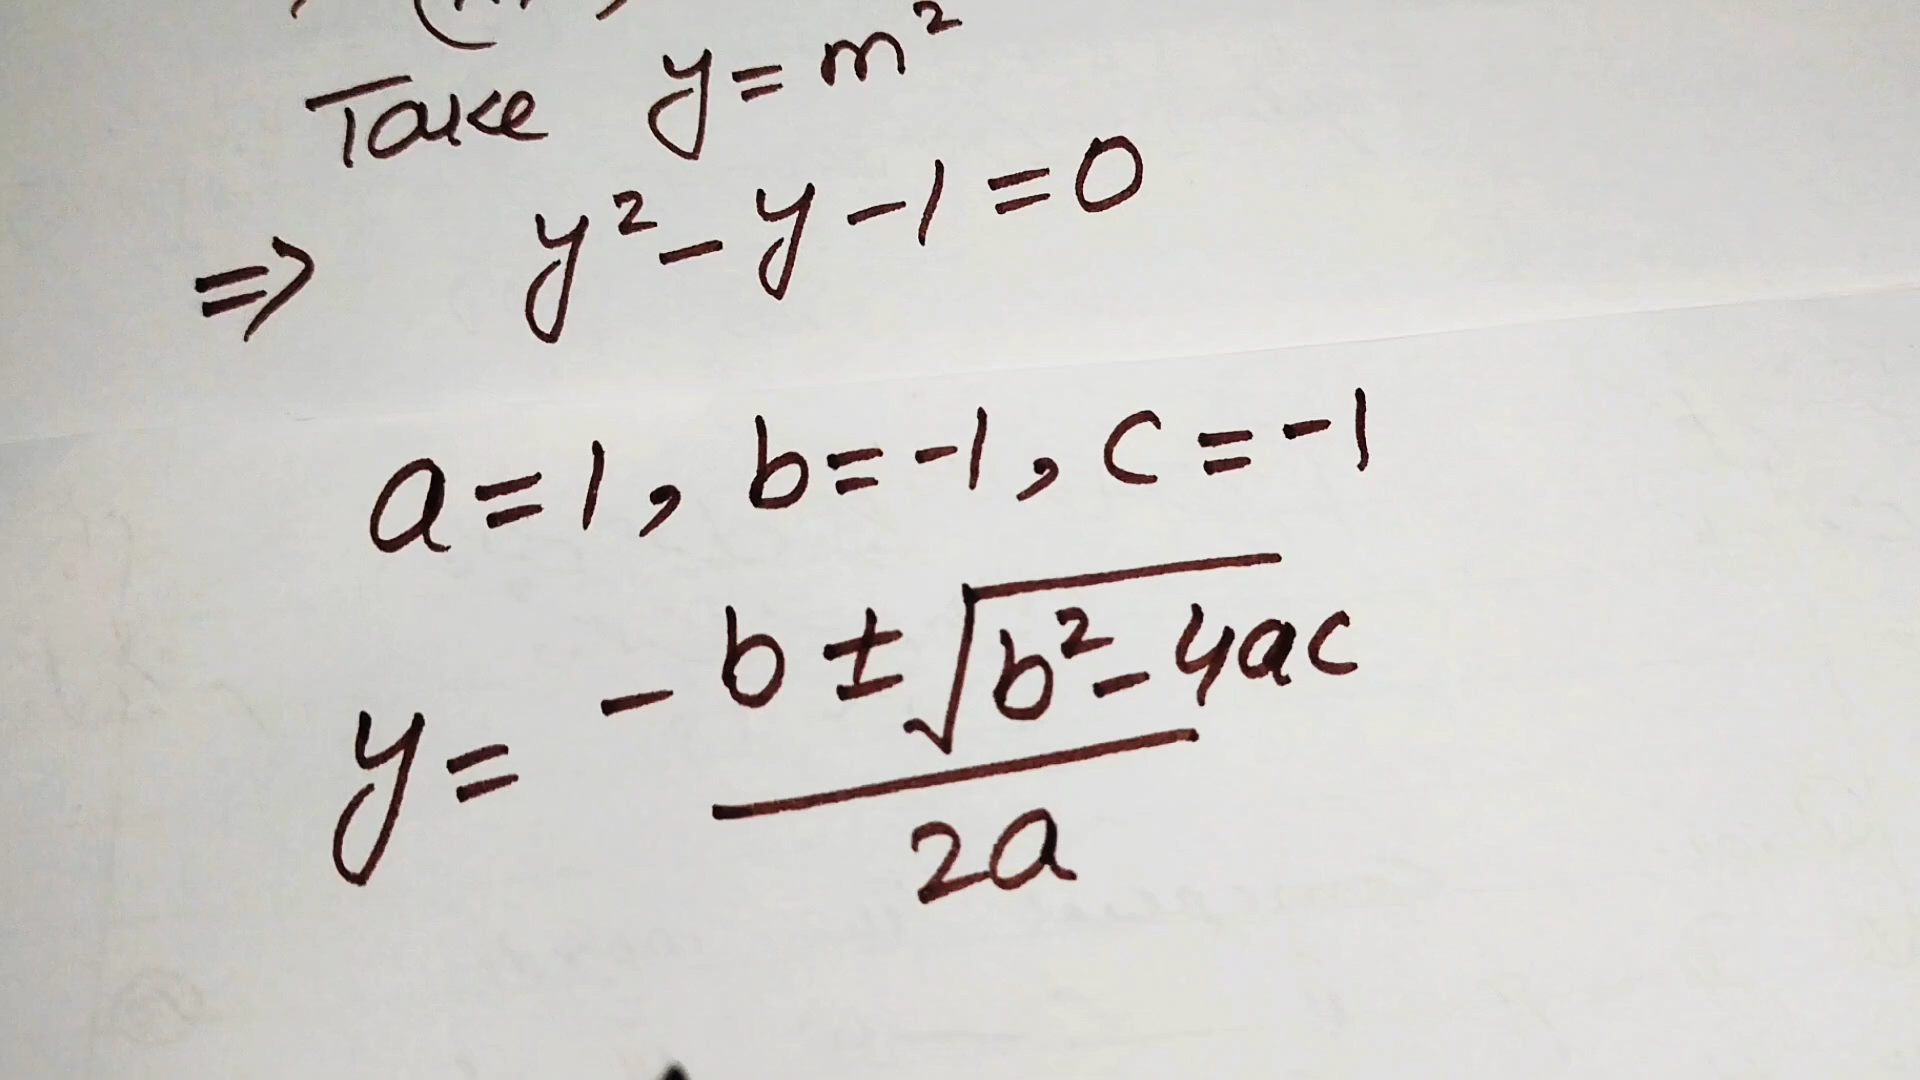 Take y = m²
⇒ y² - y - 1 = 0
a = 1, b = -1, c = -1
y = -b ± √b² - 4ac
2a